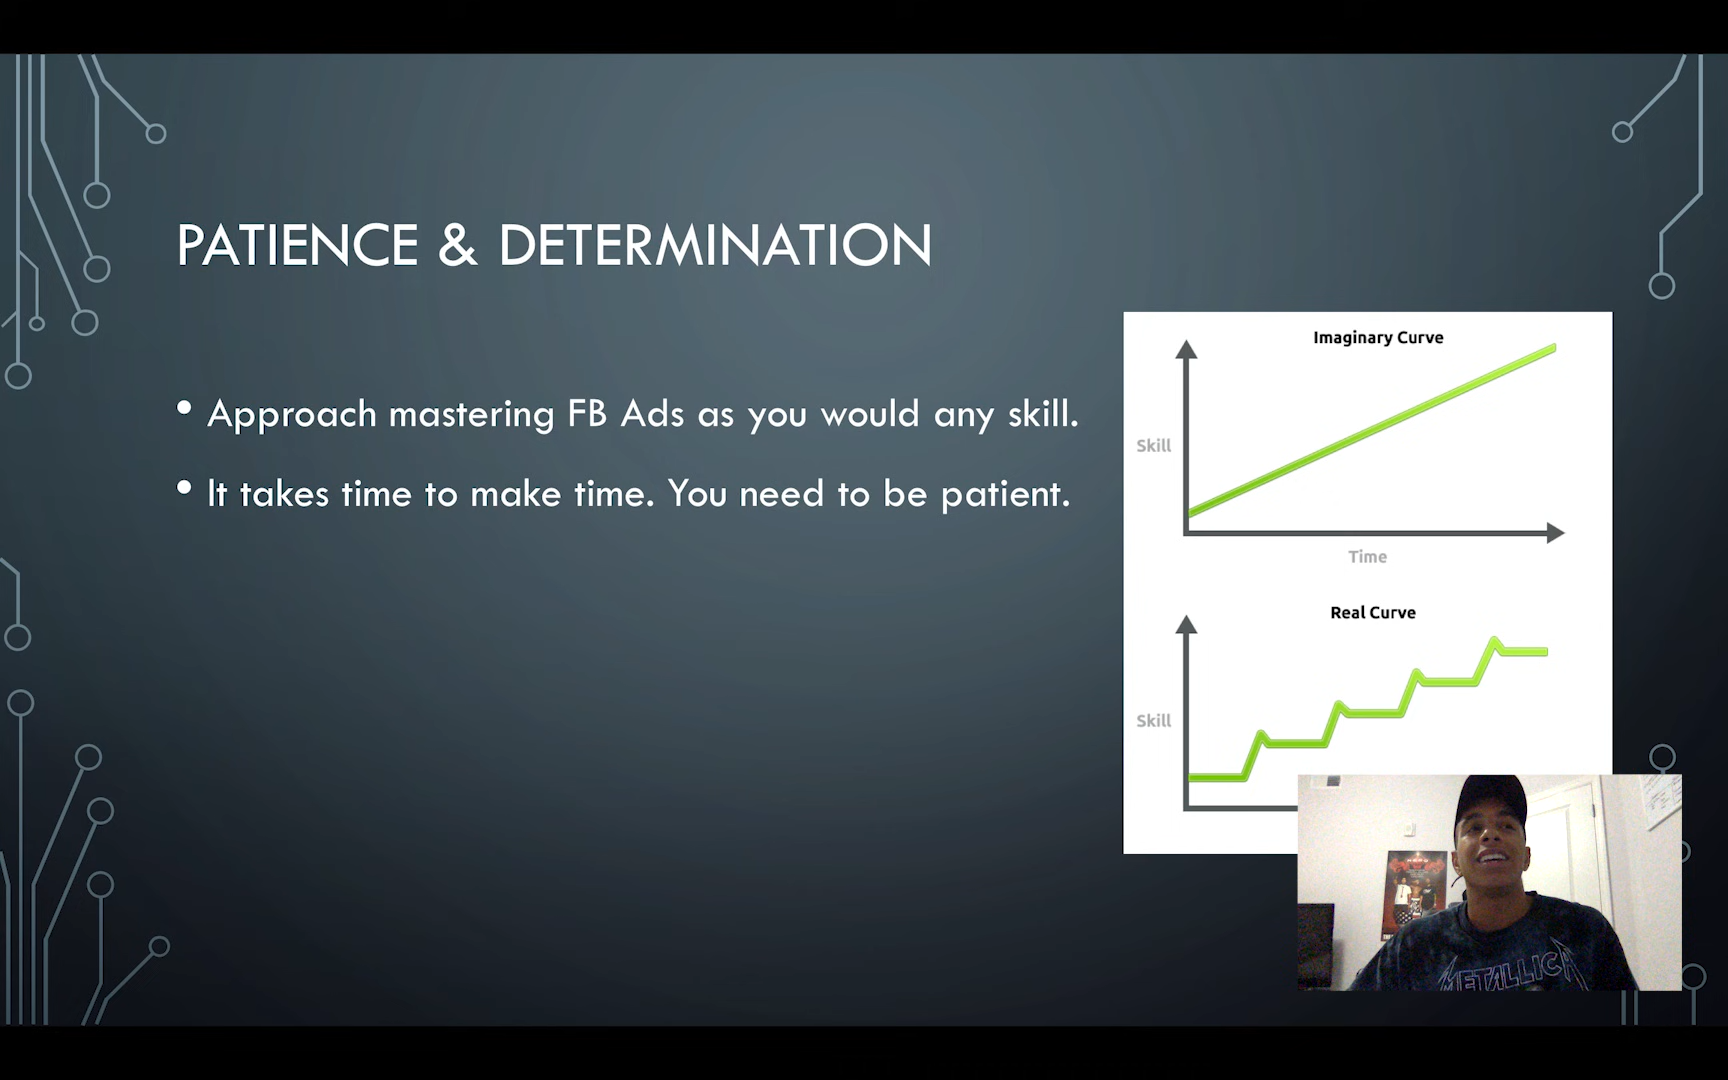 PATIENCE & DETERMINATION
• Approach mastering FB Ads as you would any skill.
• It takes time to make time. You need to be patient.
Imaginary Curve
Skill
Time
Real Curve
Skill
METALLICA